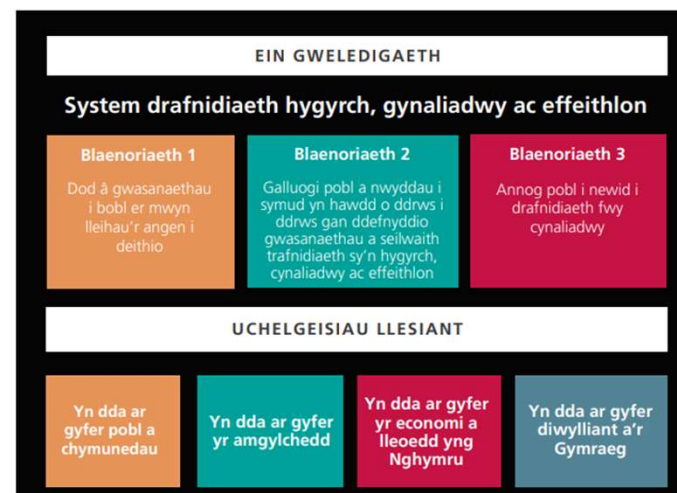 EIN GWELEDIGAETH
System drafnidiaeth hygyrch, gynaliadwy ac effeithlon
Blaenoriaeth 1
Dod â gwasanaethau
i bobl er mwyn
lleihau'r angen i
deithio
Blaenoriaeth 2
Galluogi pobl a nwyddau i
symud yn hawdd o ddrws i
ddrws gan ddefnyddio
gwasanaethau a seilwaith
trafnidiaeth sy'n hygyrch,
cynaliadwy ac effeithlon
Blaenoriaeth 3
Annog pobl i newid i
drafnidiaeth fwy
cynaliadwy
UCHELGEISIAU LLESIANT
Yn dda ar
gyfer pobl a
chymunedau
Yn dda ar gyfer
yr amgylchedd
Yn dda ar gyfer
yr economi a
lleoedd yng
Nghymru
Yn dda ar gyfer
diwylliant a'r
Gymraeg